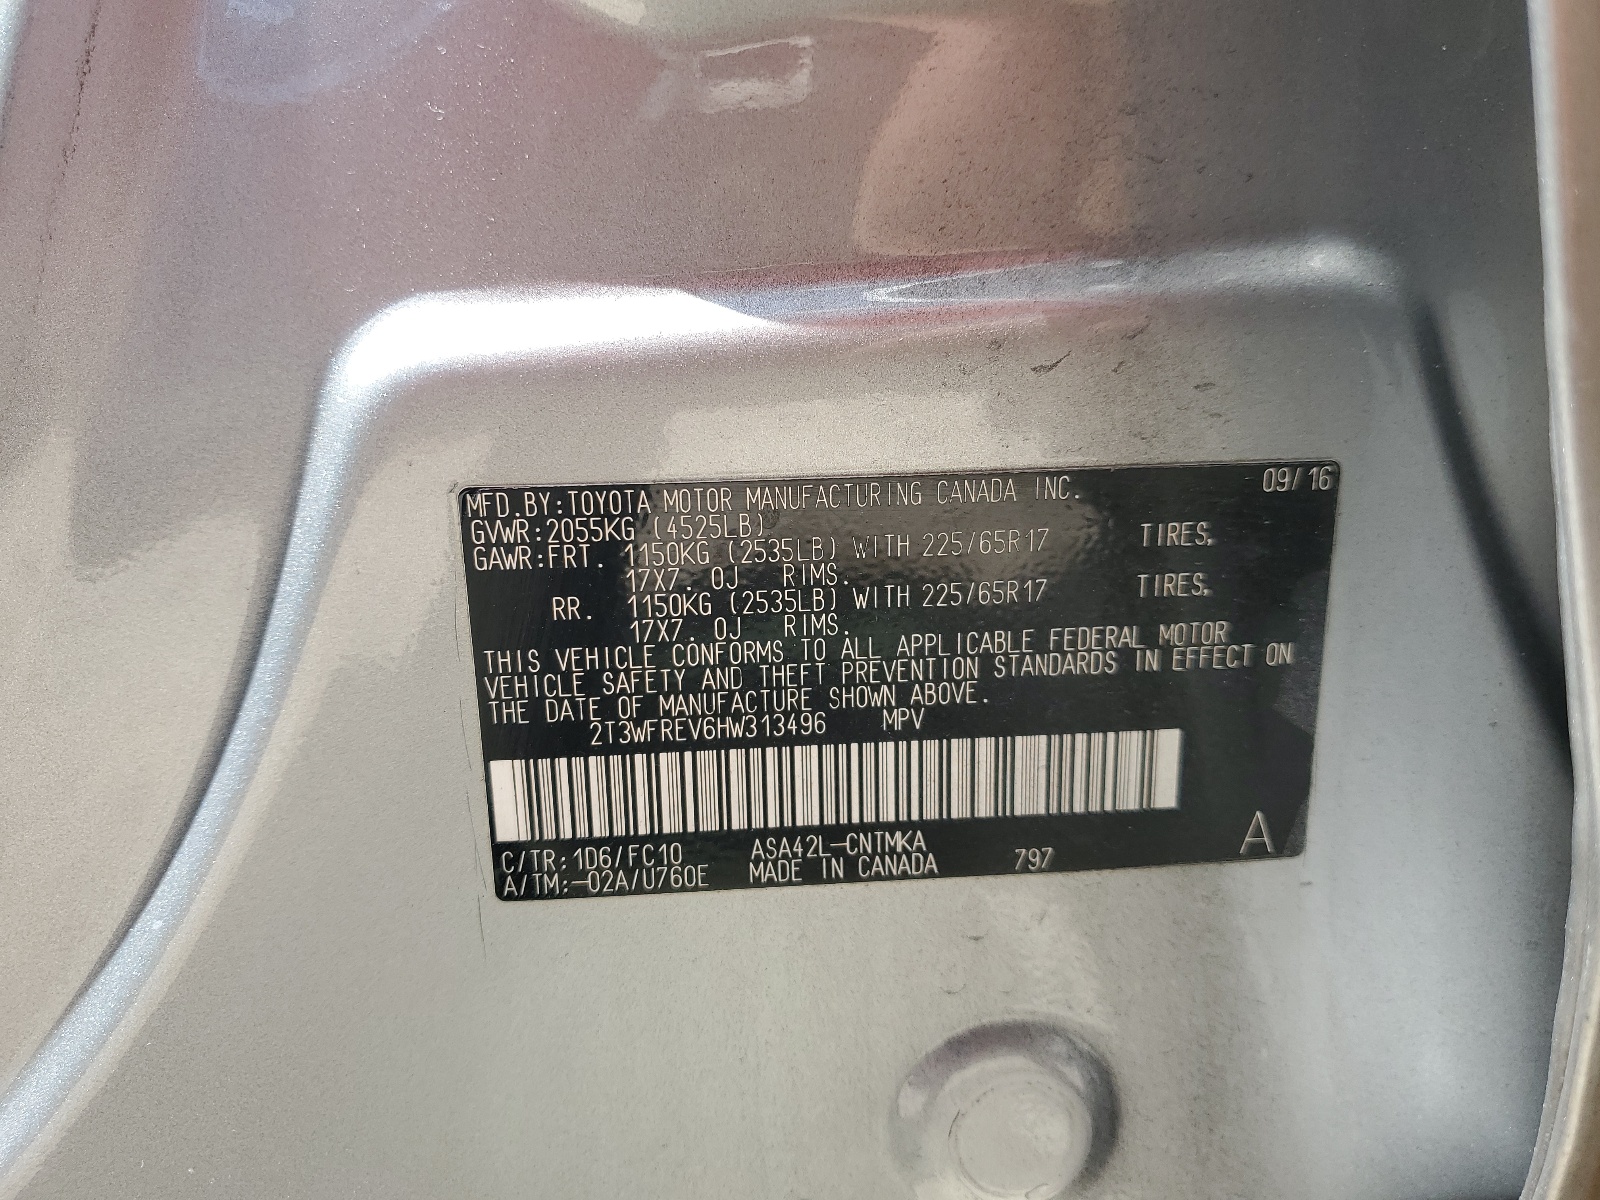 MFD.BY:TOYOTA MOTOR MANUFACTURING CANADA INC. 09/16
GVWR:2055KG (4525LB)
GAWR:FRT. 1150KG (2535LB) WITH 225/65R17 TIRES,
17X7. 0J RIMS.
RR. 1150KG (2535LB) WITH 225/65R17 TIRES,
17X7. 0J RIMS.
THIS VEHICLE CONFORMS TO ALL APPLICABLE FEDERAL MOTOR
VEHICLE SAFETY AND THEFT PREVENTION STANDARDS IN EFFECT ON
THE DATE OF MANUFACTURE SHOWN ABOVE.
2T3WFREV6HW313496 MPV
C/TR:1D6/FC10 ASA42L-CNTMKA 797 A
A/TM:-02A/U760E MADE IN CANADA